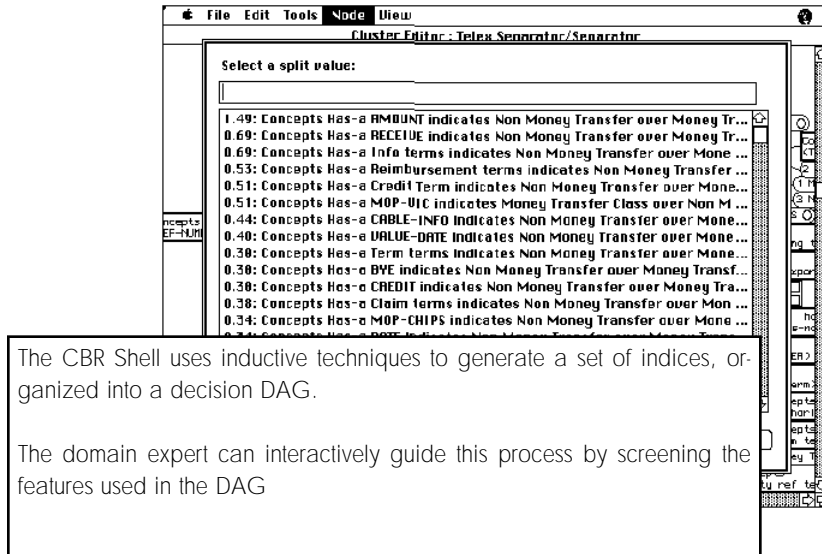 File Edit Tools Node View
Cluster Editor : Telex Separator/Separator
Select a split value:
1.49: Concepts Has-a AMOUNT indicates Non Money Transfer over Money Tr...
0.69: Concepts Has-a RECEIVE indicates Non Money Transfer over Money Tr...
0.69: Concepts Has-a Info terms indicates Non Money Transfer over Mone ...
0.53: Concepts Has-a Reimbursement terms indicates Non Money Transfer ...
0.51: Concepts Has-a Credit Term indicates Non Money Transfer over Mone...
0.51: Concepts Has-a MOP-VIC indicates Money Transfer Class over Non M ...
0.44: Concepts Has-a CABLE-INFO indicates Non Money Transfer over Mone...
0.40: Concepts Has-a VALUE-DATE indicates Non Money Transfer over Mone...
0.38: Concepts Has-a Term terms indicates Non Money Transfer over Mone...
0.38: Concepts Has-a BYE indicates Non Money Transfer over Money Transf...
0.38: Concepts Has-a CREDIT indicates Non Money Transfer over Money Tra...
0.38: Concepts Has-a Claim terms indicates Non Money Transfer over Mon ...
0.34: Concepts Has-a MOP-CHIPS indicates Non Money Transfer over Mone ...
ncepts
EF-NUM
The CBR Shell uses inductive techniques to generate a set of indices, or-
ganized into a decision DAG.
The domain expert can interactively guide this process by screening the
features used in the DAG
ty ref te